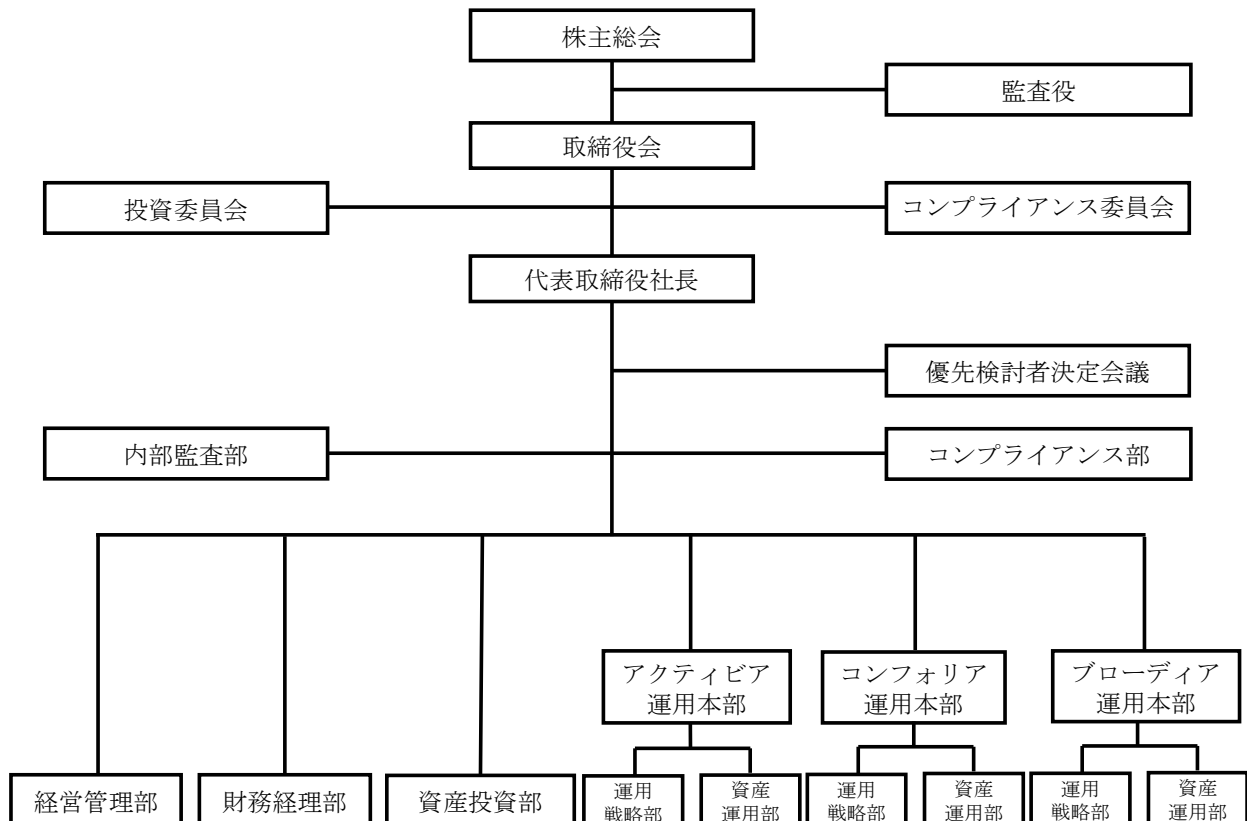 株主総会
監査役
取締役会
投資委員会
コンプライアンス委員会
代表取締役社長
優先検討者決定会議
内部監査部
コンプライアンス部
アクティビア
運用本部
コンフォリア
運用本部
ブローディア
運用本部
経営管理部
財務経理部
資産投資部
運用
戦略部
資産
運用部
運用
戦略部
資産
運用部
運用
戦略部
資産
運用部